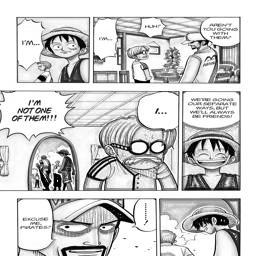 AREN'T
YOU GOING
WITH
THEM?
HUH?
I'M...
I'M...
WE'RE GOING
OUR SEPARATE
WAYS, BUT
WE'LL ALWAYS
BE FRIENDS!
I...
I'M
NOT ONE
OF THEM!!!
........
EXCUSE
ME,
PIRATES?